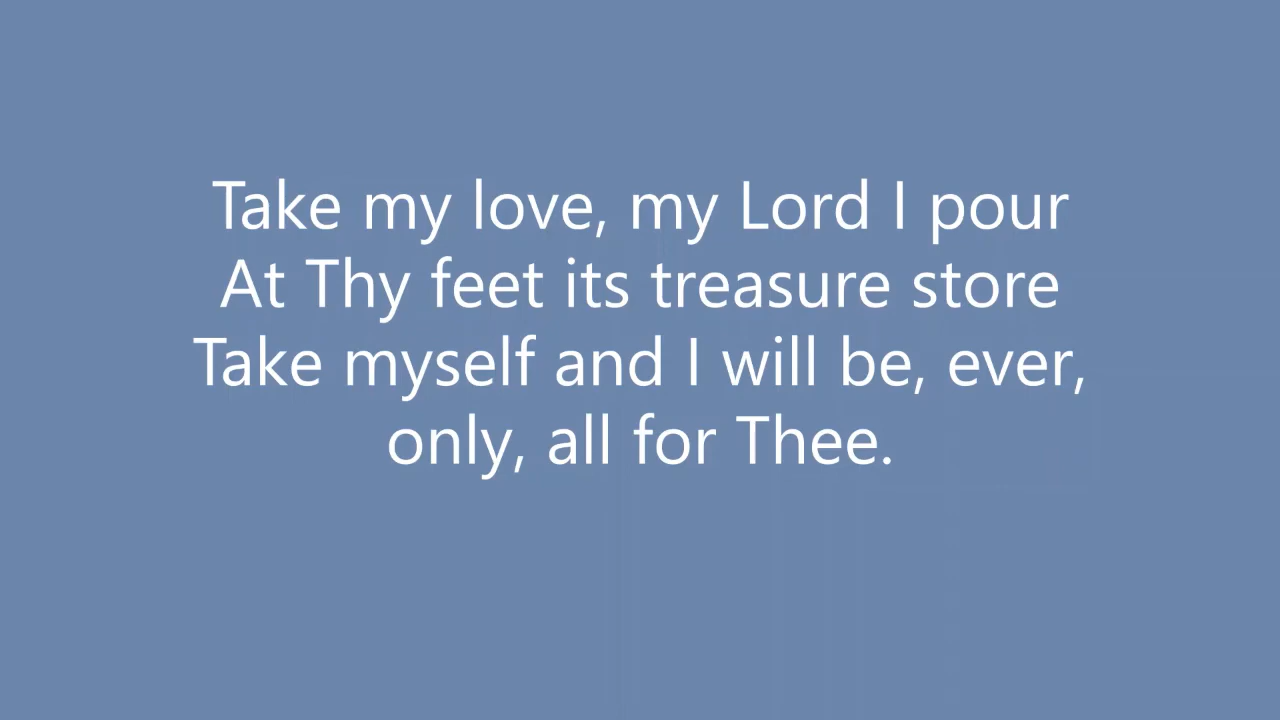 Take my love, my Lord I pour
At Thy feet its treasure store
Take myself and I will be, ever,
only, all for Thee.